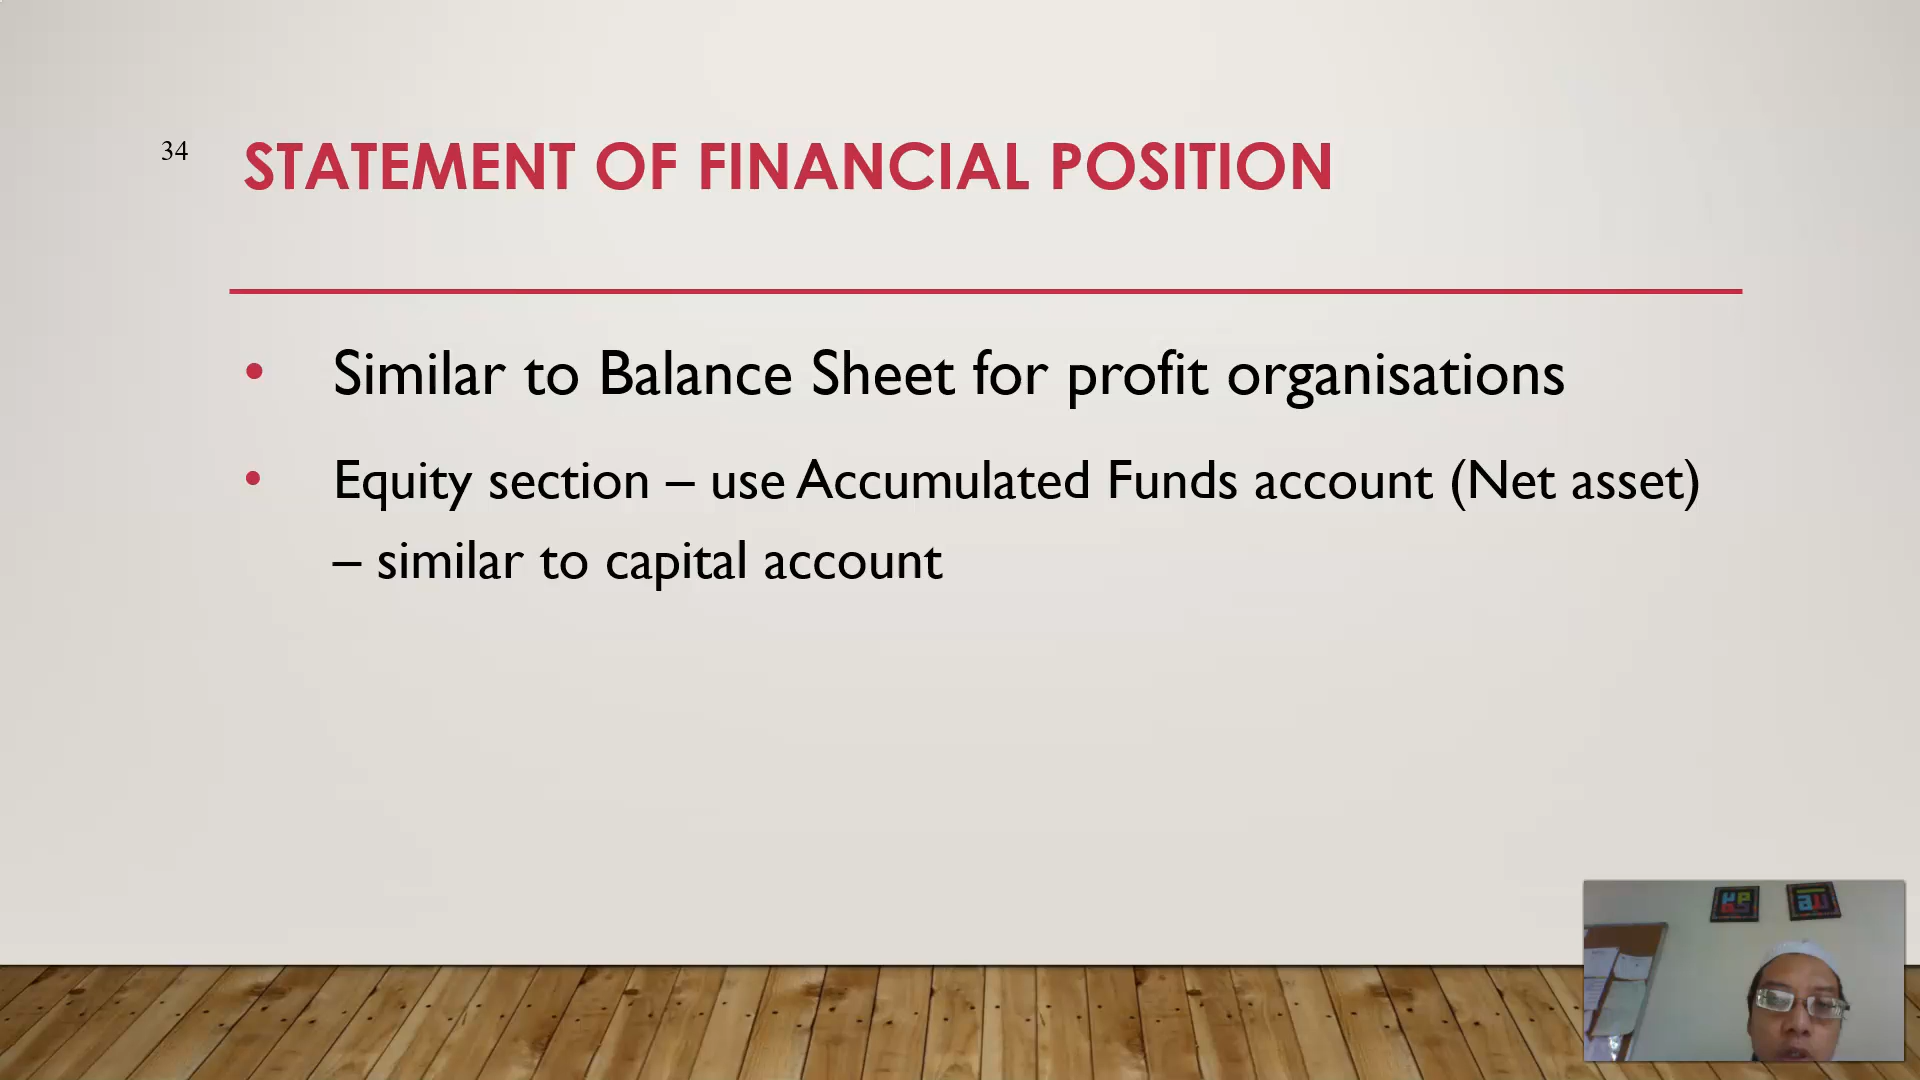 34
STATEMENT OF FINANCIAL POSITION
• Similar to Balance Sheet for profit organisations
• Equity section – use Accumulated Funds account (Net asset)
– similar to capital account